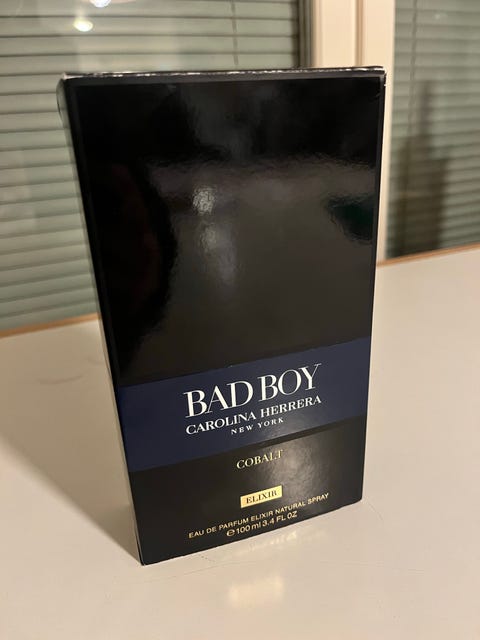 BAD BOY
CAROLINA HERRERA
NEW YORK
COBALT
ELIXIR
EAU DE PARFUM ELIXIR NATURAL SPRAY
℮ 100 ml 3.4 FL OZ